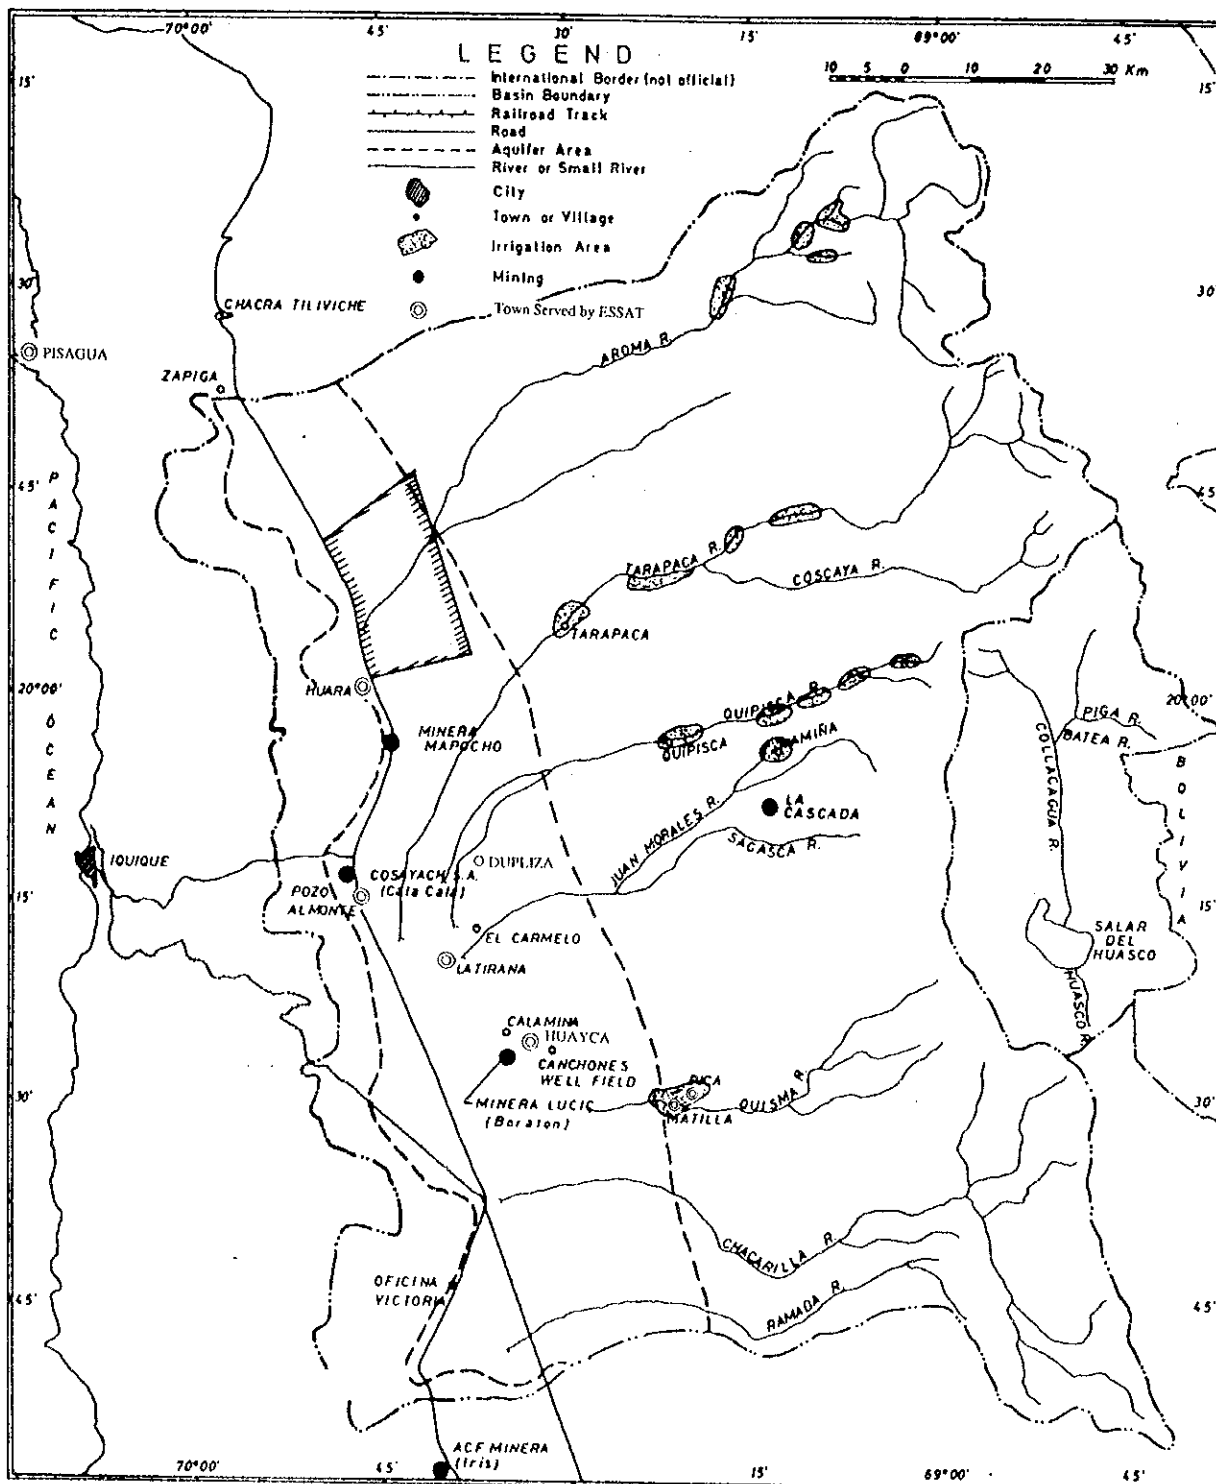 70°00'
45'
30'
15'
69°00'
45'
LEGEND
International Border (not official)
Basin Boundary
Railroad Track
Road
Aquifer Area
River or Small River
City
Town or Village
Irrigation Area
Mining
Town Served by ESSAT
10 5 0 10 20 30 Km
15'
15'
30'
30'
CHACRA TILIVICHE
PISAGUA
AROMA R.
ZAPIGA
45'
45'
PACIFIC OCEAN
TARAPACA R.
COSCAYA R.
TARAPACA
HUARA
20°00'
20°00'
QUIPISCA R.
PIGA R.
BATEA R.
MINERA
MAPOCHO
QUIPISCA
MAMIÑA
COLLACAGUA R.
BOLIVIA
LA
CASCADA
JUAN MORALES R.
SAGASCA R.
IQUIQUE
DUPLIZA
COSAYACH S.A.
(Cala Cala)
POZO
ALMONTE
15'
15'
EL CARMELO
LA TIRANA
SALAR
DEL
HUASCO
HUASCO R.
CALAMINA
HUAYCA
CANCHONES
WELL FIELD
30'
30'
PICA
MATILLA
QUISMA R.
MINERA LUCIC
(Boraton)
CHACARILLA R.
OFICINA
VICTORIA
45'
45'
RAMADA R.
ACF MINERA
(Iris)
70°00'
45'
15'
69°00'
45'